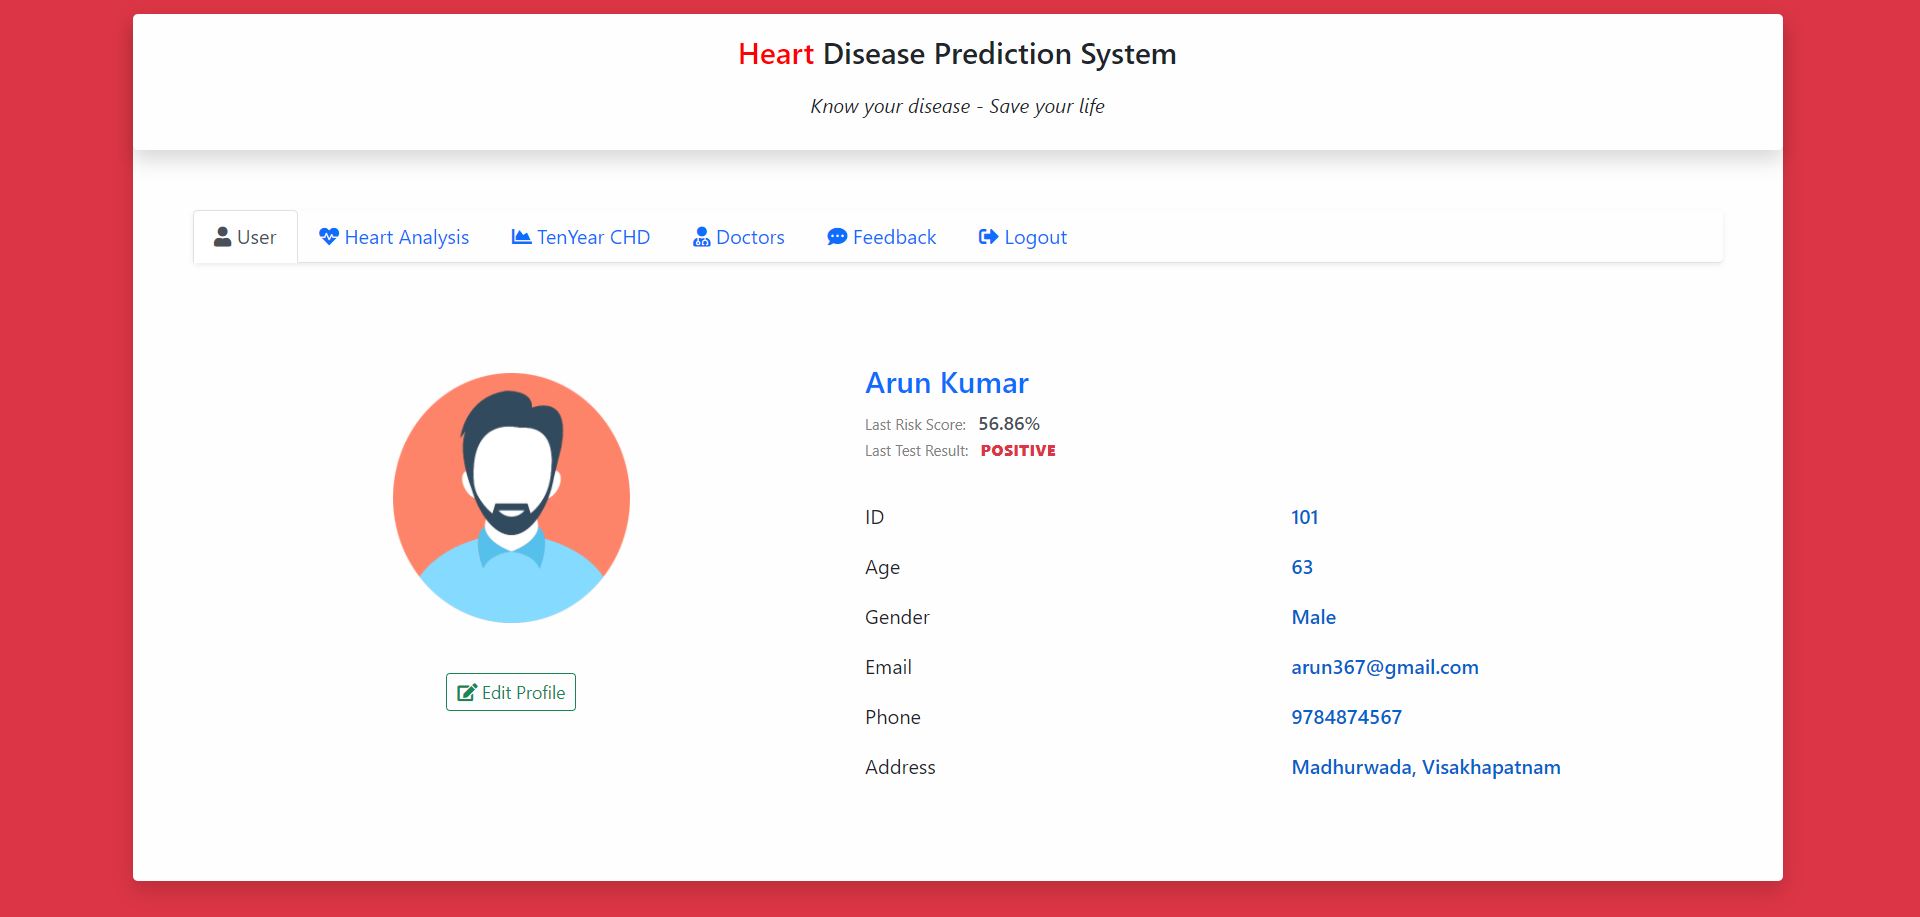 Heart Disease Prediction System
Know your disease - Save your life
User Heart Analysis TenYear CHD Doctors Feedback Logout
Arun Kumar
Last Risk Score: 56.86%
Last Test Result: POSITIVE
ID 101
Age 63
Gender Male
Email arun367@gmail.com
Edit Profile
Phone 9784874567
Address Madhurwada, Visakhapatnam